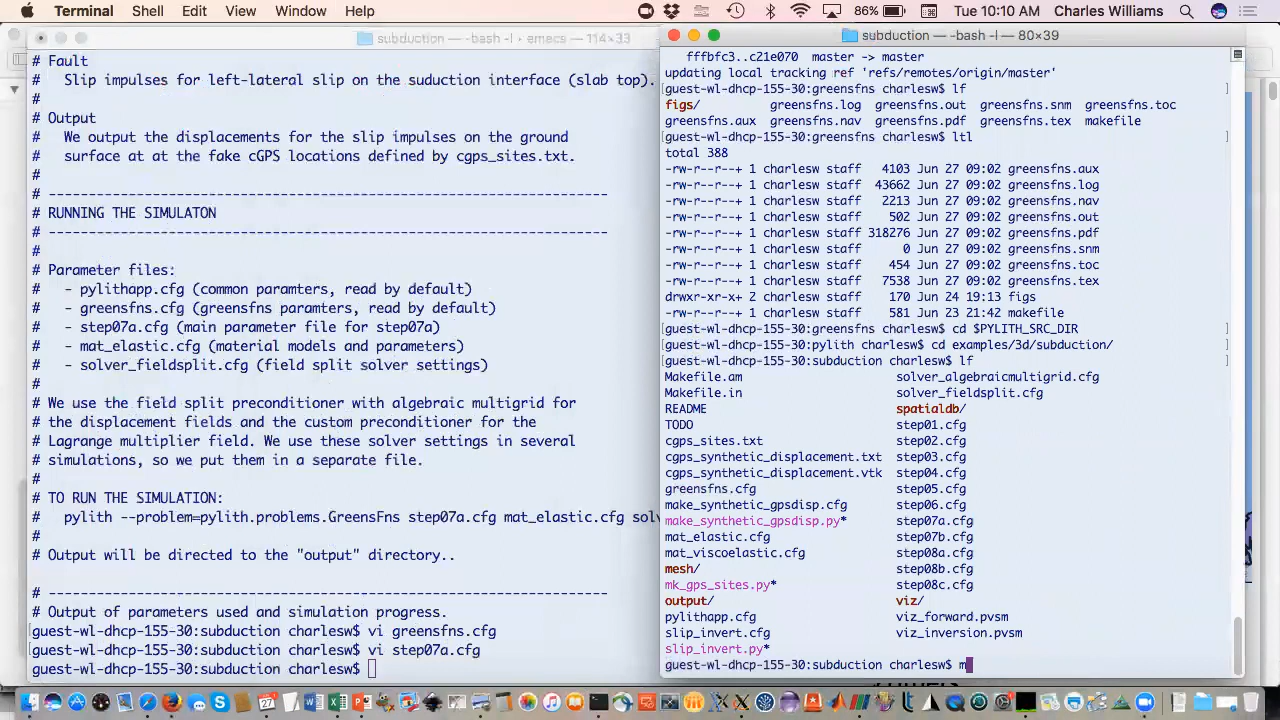 Terminal Shell Edit View Window Help 86% Tue 10:10 AM Charles Williams
subduction — -bash -l · emacs — 114×33
# Fault
#   Slip impulses for left-lateral slip on the suduction interface (slab top).
#
# Output
#   We output the displacements for the slip impulses on the ground
#   surface at at the fake cGPS locations defined by cgps_sites.txt.
#
# ----------------------------------------------------------------------
# RUNNING THE SIMULATON
# ----------------------------------------------------------------------
#
# Parameter files:
#   - pylithapp.cfg (common paramters, read by default)
#   - greensfns.cfg (greensfns paramters, read by default)
#   - step07a.cfg (main parameter file for step07a)
#   - mat_elastic.cfg (material models and parameters)
#   - solver_fieldsplit.cfg (field split solver settings)
#
# We use the field split preconditioner with algebraic multigrid for
# the displacement fields and the custom preconditioner for the
# Lagrange multiplier field. We use these solver settings in several
# simulations, so we put them in a separate file.
#
# TO RUN THE SIMULATION:
#   pylith --problem=pylith.problems.GreensFns step07a.cfg mat_elastic.cfg solv
#
# Output will be directed to the "output" directory..

# ----------------------------------------------------------------------
# Output of parameters used and simulation progress.
[guest-wl-dhcp-155-30:subduction charlesw$ vi greensfns.cfg
[guest-wl-dhcp-155-30:subduction charlesw$ vi step07a.cfg
[guest-wl-dhcp-155-30:subduction charlesw$
subduction — -bash -l — 80×39
fffbfc3..c21e070  master -> master
updating local tracking ref 'refs/remotes/origin/master'
[guest-wl-dhcp-155-30:greensfns charlesw$ lf
figs/ greensfns.log greensfns.out greensfns.snm greensfns.toc
greensfns.aux greensfns.nav greensfns.pdf greensfns.tex makefile
[guest-wl-dhcp-155-30:greensfns charlesw$ ltl
total 388
-rw-r--r--+ 1 charlesw staff   4103 Jun 27 09:02 greensfns.aux
-rw-r--r--+ 1 charlesw staff  43662 Jun 27 09:02 greensfns.log
-rw-r--r--+ 1 charlesw staff   2213 Jun 27 09:02 greensfns.nav
-rw-r--r--+ 1 charlesw staff    502 Jun 27 09:02 greensfns.out
-rw-r--r--+ 1 charlesw staff 318276 Jun 27 09:02 greensfns.pdf
-rw-r--r--+ 1 charlesw staff      0 Jun 27 09:02 greensfns.snm
-rw-r--r--+ 1 charlesw staff    454 Jun 27 09:02 greensfns.toc
-rw-r--r--+ 1 charlesw staff   7538 Jun 27 09:02 greensfns.tex
drwxr-xr-x+ 2 charlesw staff    170 Jun 24 19:13 figs
-rw-r--r--+ 1 charlesw staff    581 Jun 23 21:42 makefile
[guest-wl-dhcp-155-30:greensfns charlesw$ cd $PYLITH_SRC_DIR
[guest-wl-dhcp-155-30:pylith charlesw$ cd examples/3d/subduction/
[guest-wl-dhcp-155-30:subduction charlesw$ lf
Makefile.am solver_algebraicmultigrid.cfg
Makefile.in solver_fieldsplit.cfg
README spatialdb/
TODO step01.cfg
cgps_sites.txt step02.cfg
cgps_synthetic_displacement.txt step03.cfg
cgps_synthetic_displacement.vtk step04.cfg
greensfns.cfg step05.cfg
make_synthetic_gpsdisp.cfg step06.cfg
make_synthetic_gpsdisp.py* step07a.cfg
mat_elastic.cfg step07b.cfg
mat_viscoelastic.cfg step08a.cfg
mesh/ step08b.cfg
mk_gps_sites.py* step08c.cfg
output/ viz/
pylithapp.cfg viz_forward.pvsm
slip_invert.cfg viz_inversion.pvsm
slip_invert.py*
guest-wl-dhcp-155-30:subduction charlesw$ m